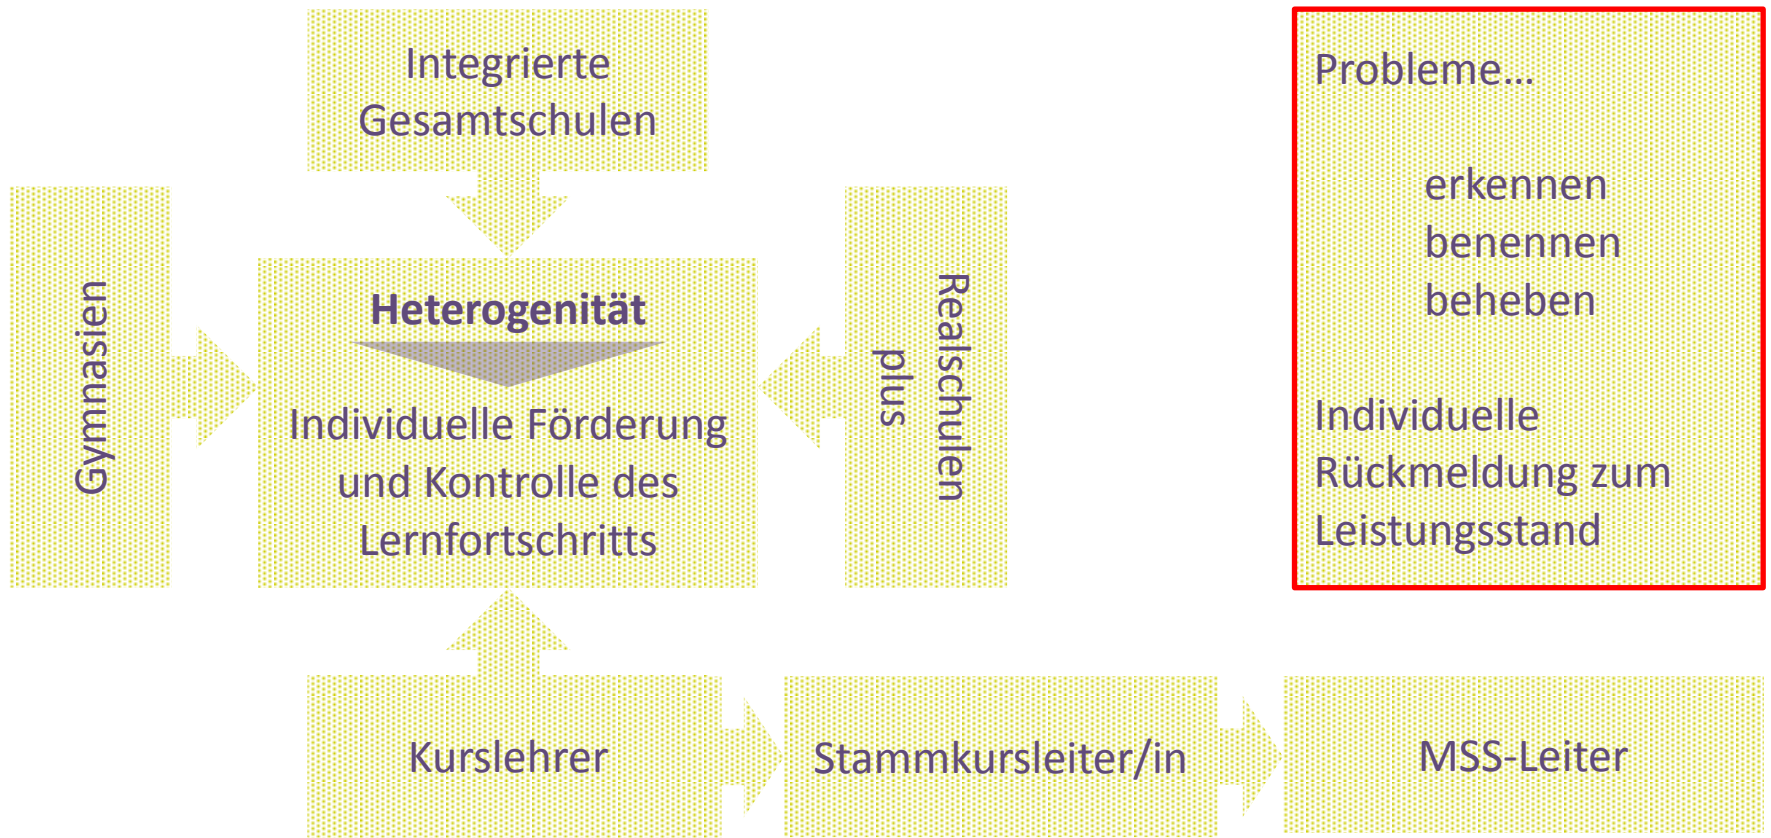 Integrierte
Gesamtschulen
Gymnasien
Heterogenität
Individuelle Förderung
und Kontrolle des
Lernfortschritts
Realschulen
plus
Probleme...
erkennen
benennen
beheben
Individuelle
Rückmeldung zum
Leistungsstand
Kurslehrer
Stammkursleiter/in
MSS-Leiter